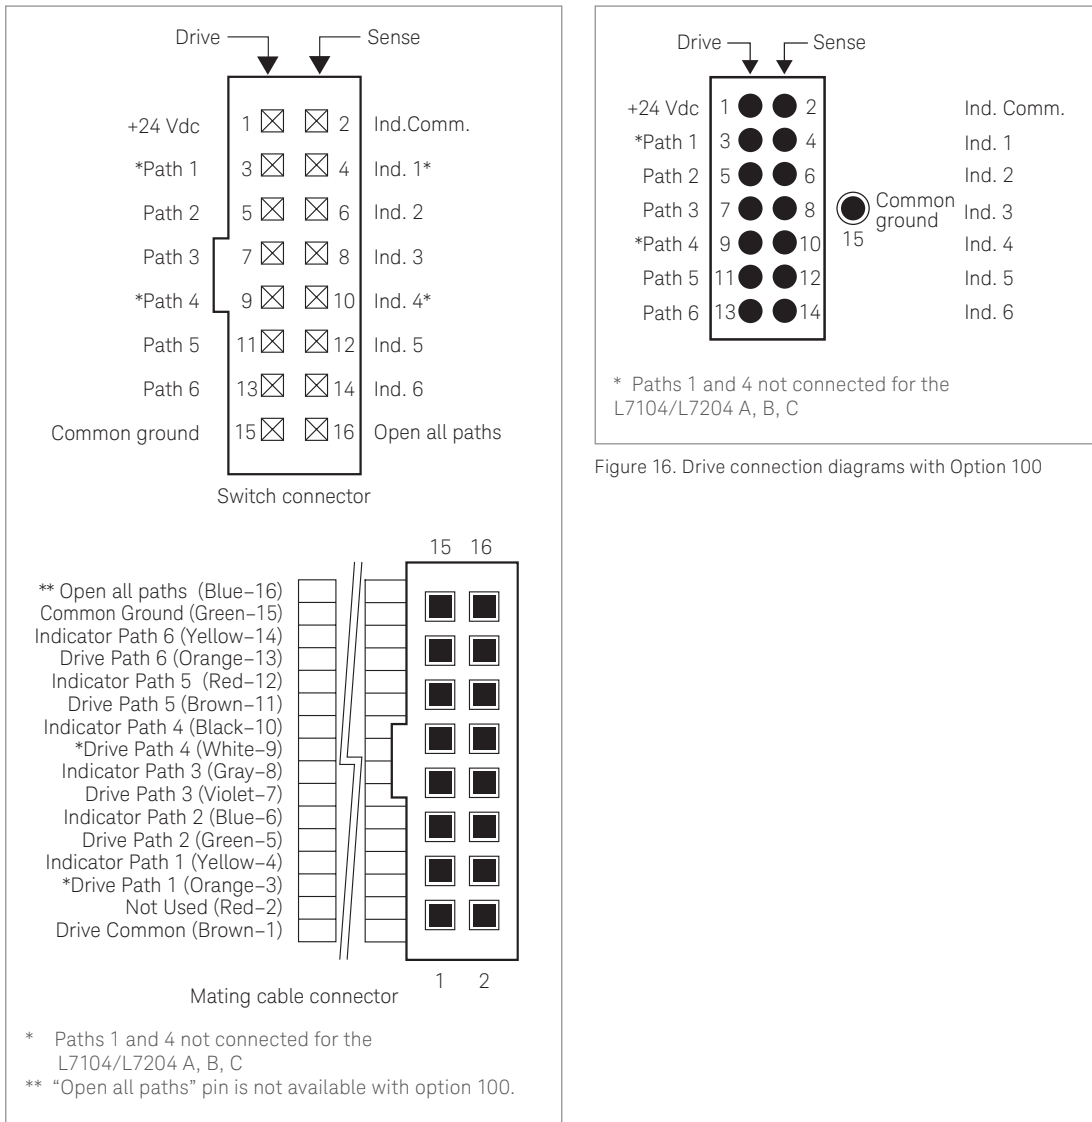 Drive Sense
+24 Vdc 1 2 Ind.Comm.
*Path 1 3 4 Ind. 1*
Path 2 5 6 Ind. 2
Path 3 7 8 Ind. 3
*Path 4 9 10 Ind. 4*
Path 5 11 12 Ind. 5
Path 6 13 14 Ind. 6
Common ground 15 16 Open all paths
Switch connector
15 16
** Open all paths (Blue–16)
Common Ground (Green–15)
Indicator Path 6 (Yellow–14)
Drive Path 6 (Orange–13)
Indicator Path 5 (Red–12)
Drive Path 5 (Brown–11)
Indicator Path 4 (Black–10)
*Drive Path 4 (White–9)
Indicator Path 3 (Gray–8)
Drive Path 3 (Violet–7)
Indicator Path 2 (Blue–6)
Drive Path 2 (Green–5)
Indicator Path 1 (Yellow–4)
*Drive Path 1 (Orange–3)
Not Used (Red–2)
Drive Common (Brown–1)
1 2
Mating cable connector
* Paths 1 and 4 not connected for the
L7104/L7204 A, B, C
** “Open all paths” pin is not available with option 100.
Drive Sense
+24 Vdc 1 2 Ind. Comm.
*Path 1 3 4 Ind. 1
Path 2 5 6 Ind. 2
Path 3 7 8 Ind. 3
Common
ground
15
*Path 4 9 10 Ind. 4
Path 5 11 12 Ind. 5
Path 6 13 14 Ind. 6
* Paths 1 and 4 not connected for the
L7104/L7204 A, B, C
Figure 16. Drive connection diagrams with Option 100